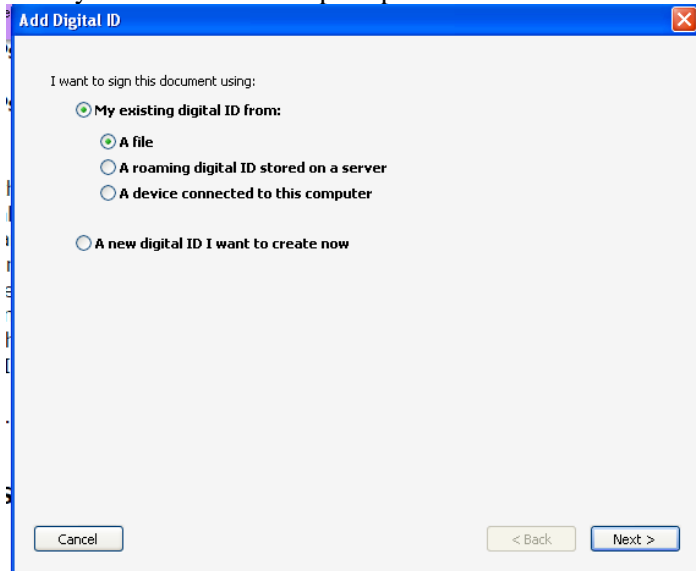 Add Digital ID
I want to sign this document using:
My existing digital ID from:
A file
A roaming digital ID stored on a server
A device connected to this computer
A new digital ID I want to create now
Cancel
< Back
Next >